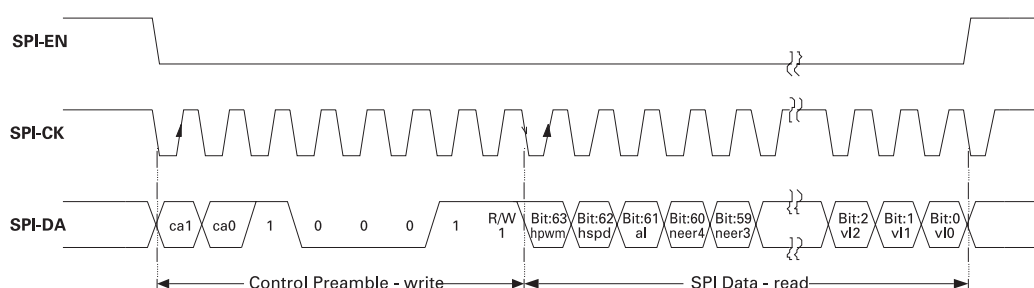 SPI-EN
SPI-CK
SPI-DA
ca1 ca0 1 0 0 0 1 R/W 1 Bit:63 hpwm Bit:62 hspd Bit:61 al Bit:60 neer4 Bit:59 neer3 Bit:2 vl2 Bit:1 vl1 Bit:0 vl0
Control Preamble - write SPI Data - read